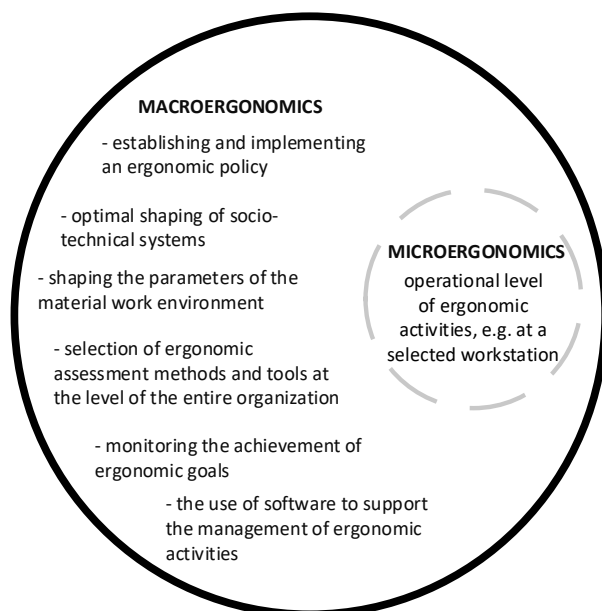 MACROERGONOMICS
- establishing and implementing
an ergonomic policy
- optimal shaping of socio-
technical systems
- shaping the parameters of the
material work environment
- selection of ergonomic
assessment methods and tools at
the level of the entire organization
- monitoring the achievement of
ergonomic goals
- the use of software to support
the management of ergonomic
activities
MICROERGONOMICS
operational level
of ergonomic
activities, e.g. at a
selected workstation